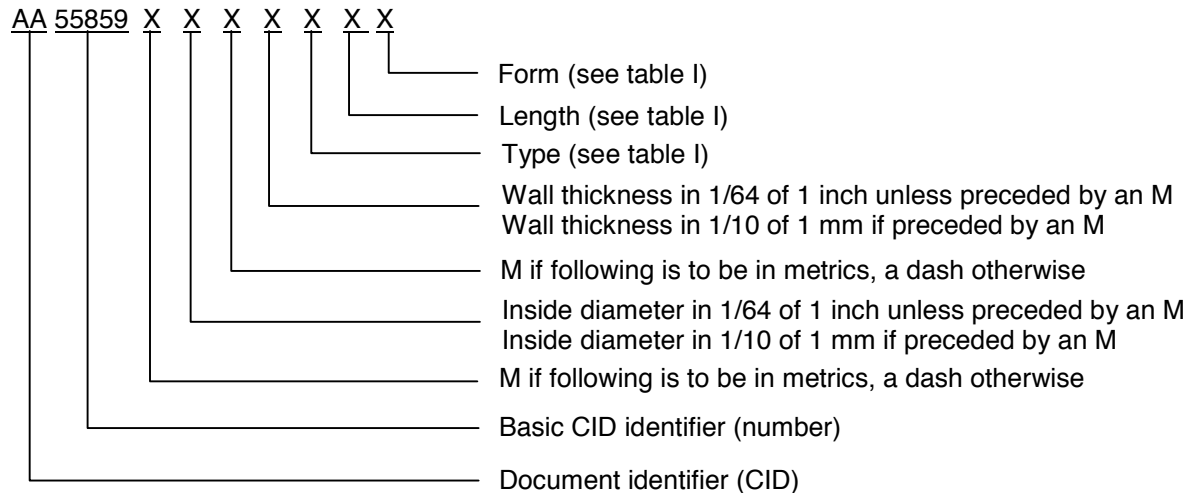 AA 55859 X X X X X X X
Form (see table I)
Length (see table I)
Type (see table I)
Wall thickness in 1/64 of 1 inch unless preceded by an M
Wall thickness in 1/10 of 1 mm if preceded by an M
M if following is to be in metrics, a dash otherwise
Inside diameter in 1/64 of 1 inch unless preceded by an M
Inside diameter in 1/10 of 1 mm if preceded by an M
M if following is to be in metrics, a dash otherwise
Basic CID identifier (number)
Document identifier (CID)